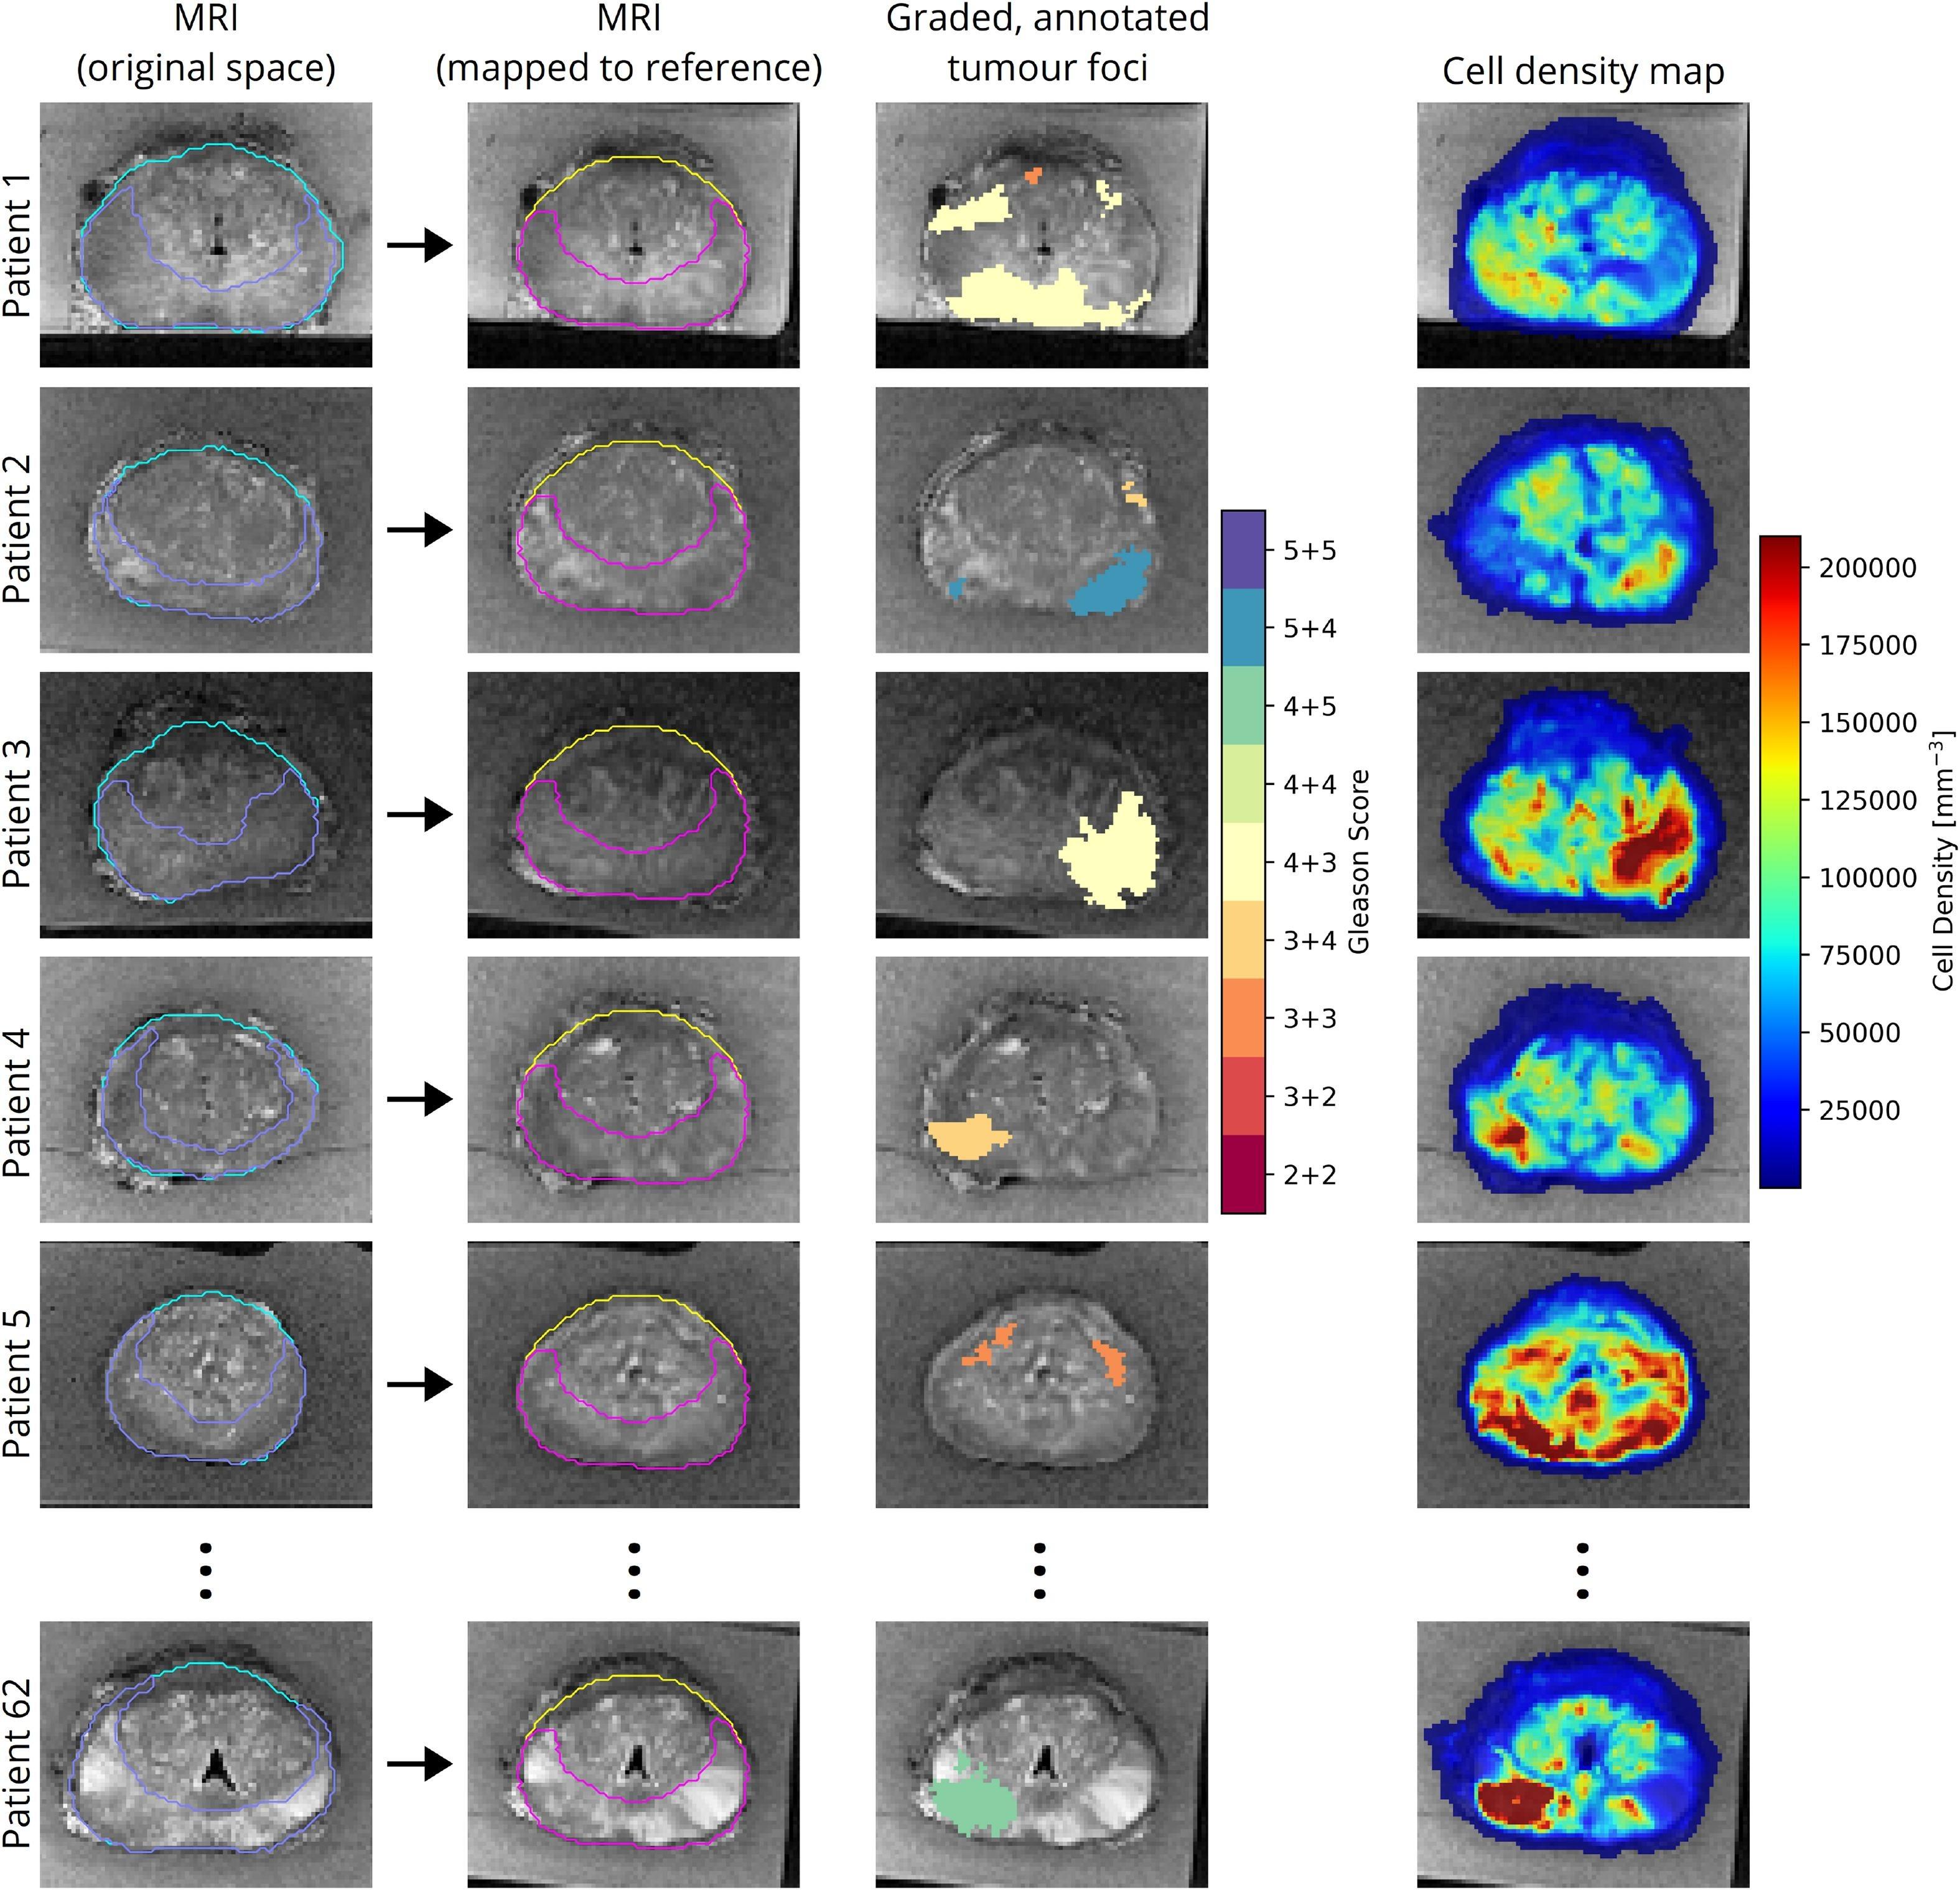 MRI
(original space)
MRI
(mapped to reference)
Graded, annotated
tumour foci
Cell density map
Patient 1
Patient 2
Patient 3
Patient 4
Patient 5
Patient 62
5+5
5+4
4+5
4+4
4+3
3+4
3+3
3+2
2+2
Gleason Score
200000
175000
150000
125000
100000
75000
50000
25000
Cell Density [mm⁻³]